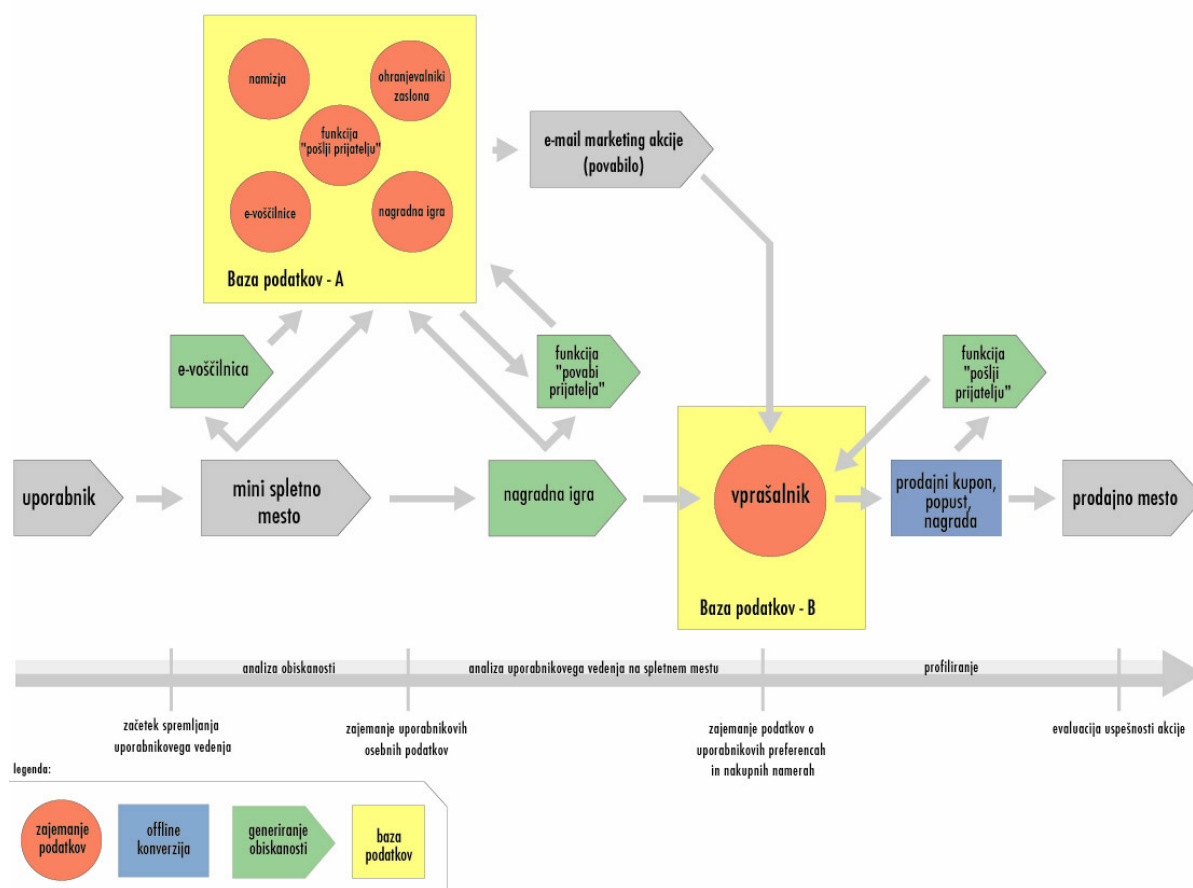 namizja
ohranjevalniki
zaslona
funkcija
"pošlji prijatelju"
e-voščilnice
nagradna igra
Baza podatkov - A
e-mail marketing akcije
(povabilo)
e-voščilnica
funkcija
"povabi
prijatelja"
funkcija
"pošlji
prijatelju"
uporabnik
mini spletno
mesto
nagradna igra
vprašalnik
Baza podatkov - B
prodajni kupon,
popust,
nagrada
prodajno mesto
analiza obiskanosti
analiza uporabnikovega vedenja na spletnem mestu
profiliranje
začetek spremljanja
uporabnikovega vedenja
zajemanje uporabnikovih
osebnih podatkov
zajemanje podatkov o
uporabnikovih preferencah
in nakupnih namerah
evaluacija uspešnosti akcije
legenda:
zajemanje
podatkov
offline
konverzija
generiranje
obiskanosti
baza
podatkov